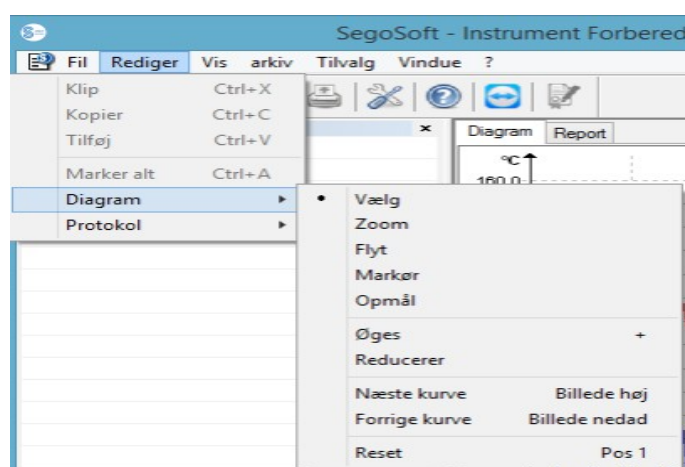 SegoSoft - Instrument Forbered
Fil Rediger Vis arkiv Tilvalg Vindue ?
Klip Ctrl+X
Kopier Ctrl+C
Tilføj Ctrl+V
Marker alt Ctrl+A
Diagram
Protokol
Diagram Report
°C
160.0
Vælg
Zoom
Flyt
Markør
Opmål
Øges +
Reducerer
Næste kurve Billede høj
Forrige kurve Billede nedad
Reset Pos 1